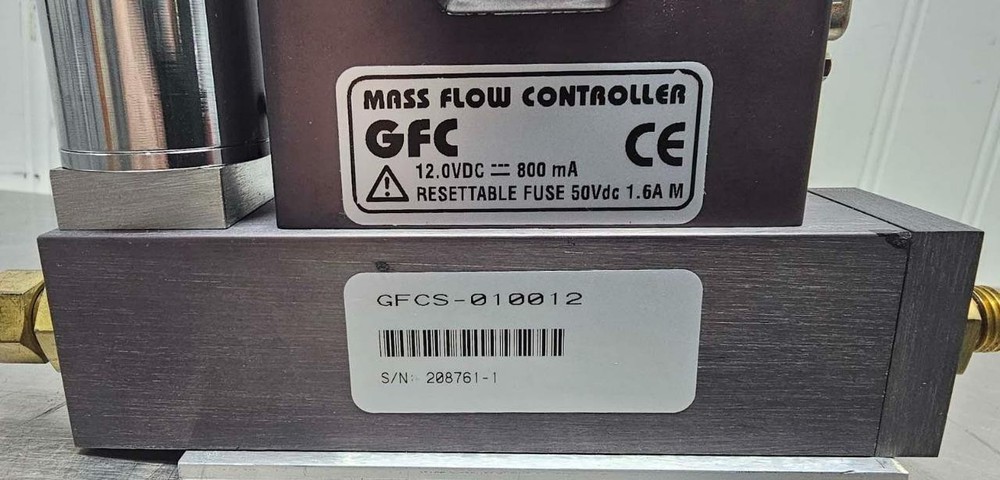 MASS FLOW CONTROLLER
GFC CE
12.0VDC ⎓ 800 mA
RESETTABLE FUSE 50Vdc 1.6A M
GFCS-010012
S/N: 208761-1